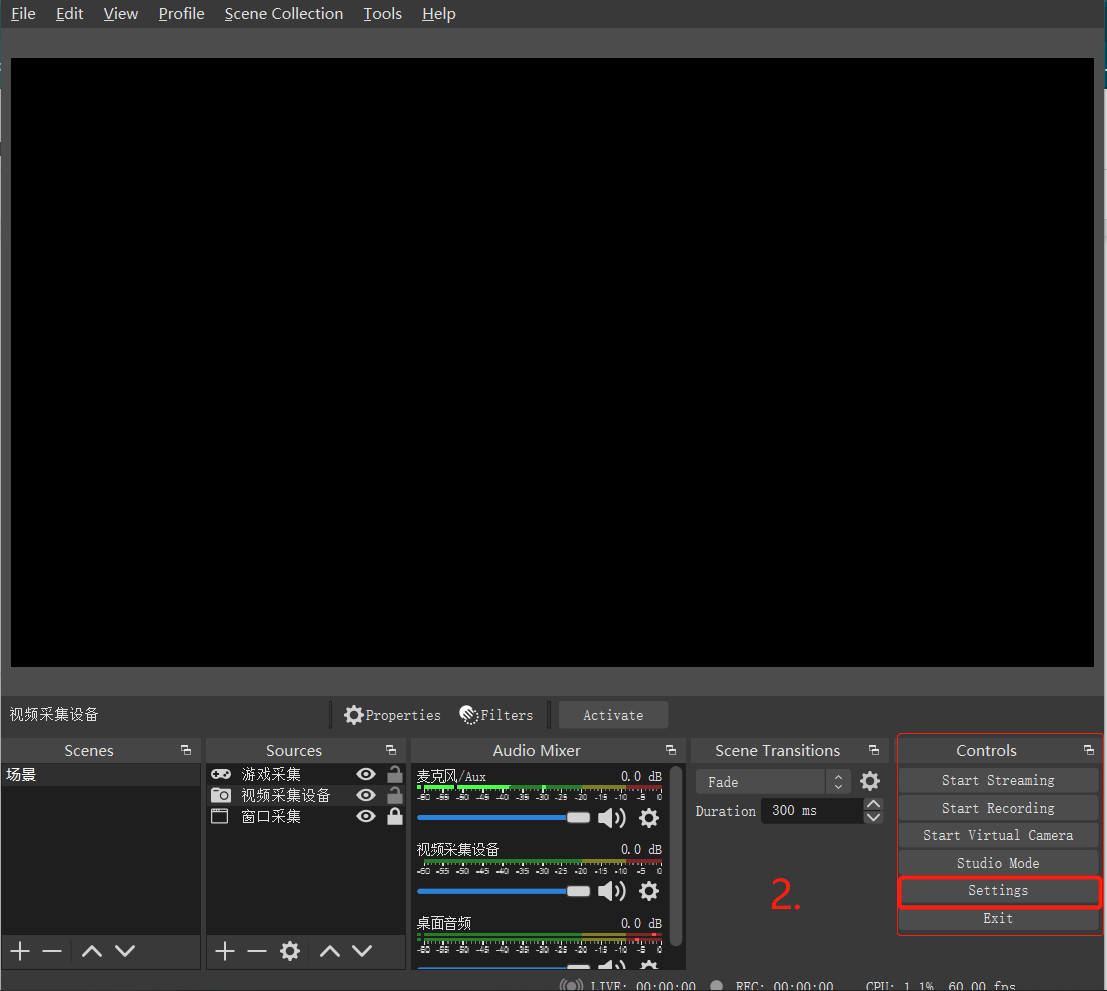 File Edit View Profile Scene Collection Tools Help
视频采集设备 Properties Filters Activate
Scenes
场景
Sources
游戏采集
视频采集设备
窗口采集
Audio Mixer
麦克风/Aux 0.0 dB
-60 -55 -50 -45 -40 -35 -30 -25 -20 -15 -10 -5 0
视频采集设备 0.0 dB
-60 -55 -50 -45 -40 -35 -30 -25 -20 -15 -10 -5 0
桌面音频 0.0 dB
-60 -55 -50 -45 -40 -35 -30 -25 -20 -15 -10 -5 0
Scene Transitions
Fade
Duration 300 ms
2.
Controls
Start Streaming
Start Recording
Start Virtual Camera
Studio Mode
Settings
Exit
LIVE: 00:00:00 REC: 00:00:00 CPU: 1.1%, 60.00 fps